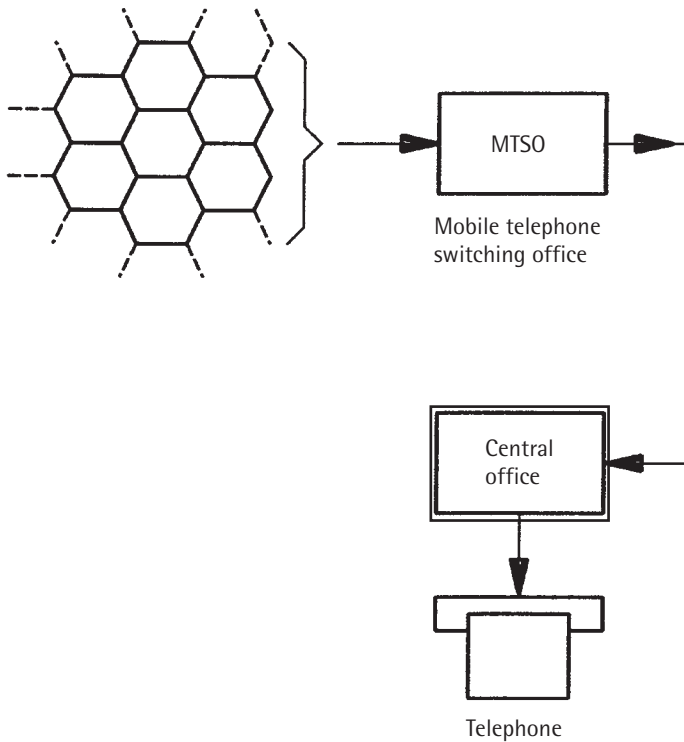 MTSO
Mobile telephone
switching office
Central
office
Telephone